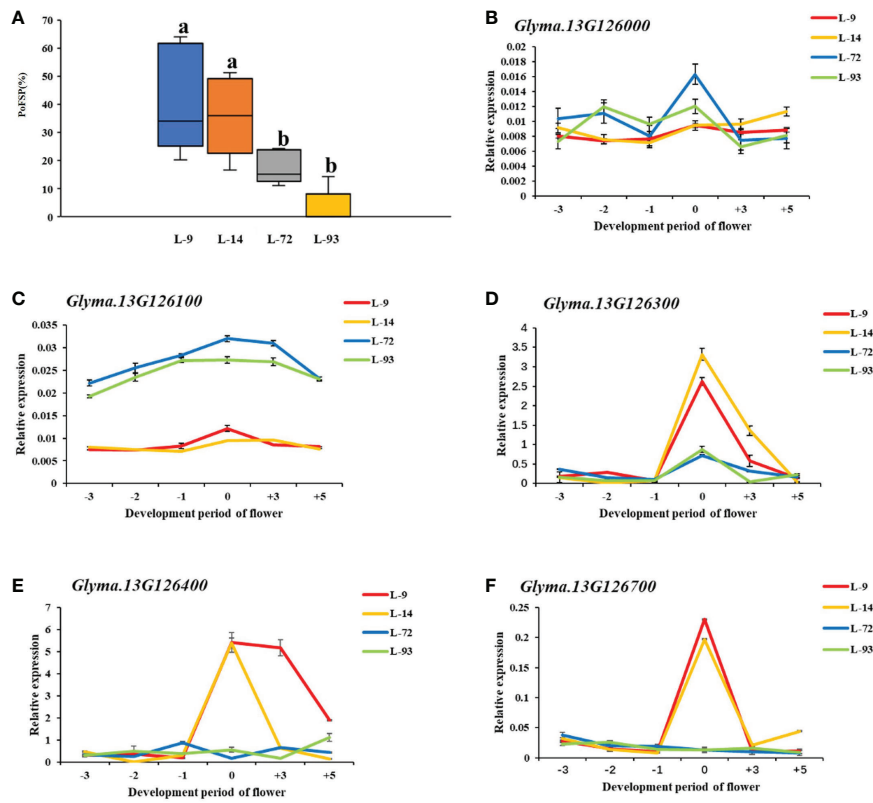 A
PoFSP(%)
70
60
50
40
30
20
10
0
a
a
b
b
L-9 L-14 L-72 L-93
B
Glyma.13G126000
Relative expression
0.02
0.018
0.016
0.014
0.012
0.01
0.008
0.006
0.004
0.002
0
-3 -2 -1 0 +3 +5
Development period of flower
L-9
L-14
L-72
L-93
C
Glyma.13G126100
Relative expression
0.035
0.03
0.025
0.02
0.015
0.01
0.005
0
-3 -2 -1 0 +3 +5
Development period of flower
L-9
L-14
L-72
L-93
D
Glyma.13G126300
Relative expression
4
3.5
3
2.5
2
1.5
1
0.5
0
-3 -2 -1 0 +3 +5
Development period of flower
L-9
L-14
L-72
L-93
E
Glyma.13G126400
Relative expression
7
6
5
4
3
2
1
0
-3 -2 -1 0 +3 +5
Development period of flower
L-9
L-14
L-72
L-93
F
Glyma.13G126700
Relative expression
0.25
0.2
0.15
0.1
0.05
0
-3 -2 -1 0 +3 +5
Development period of flower
L-9
L-14
L-72
L-93